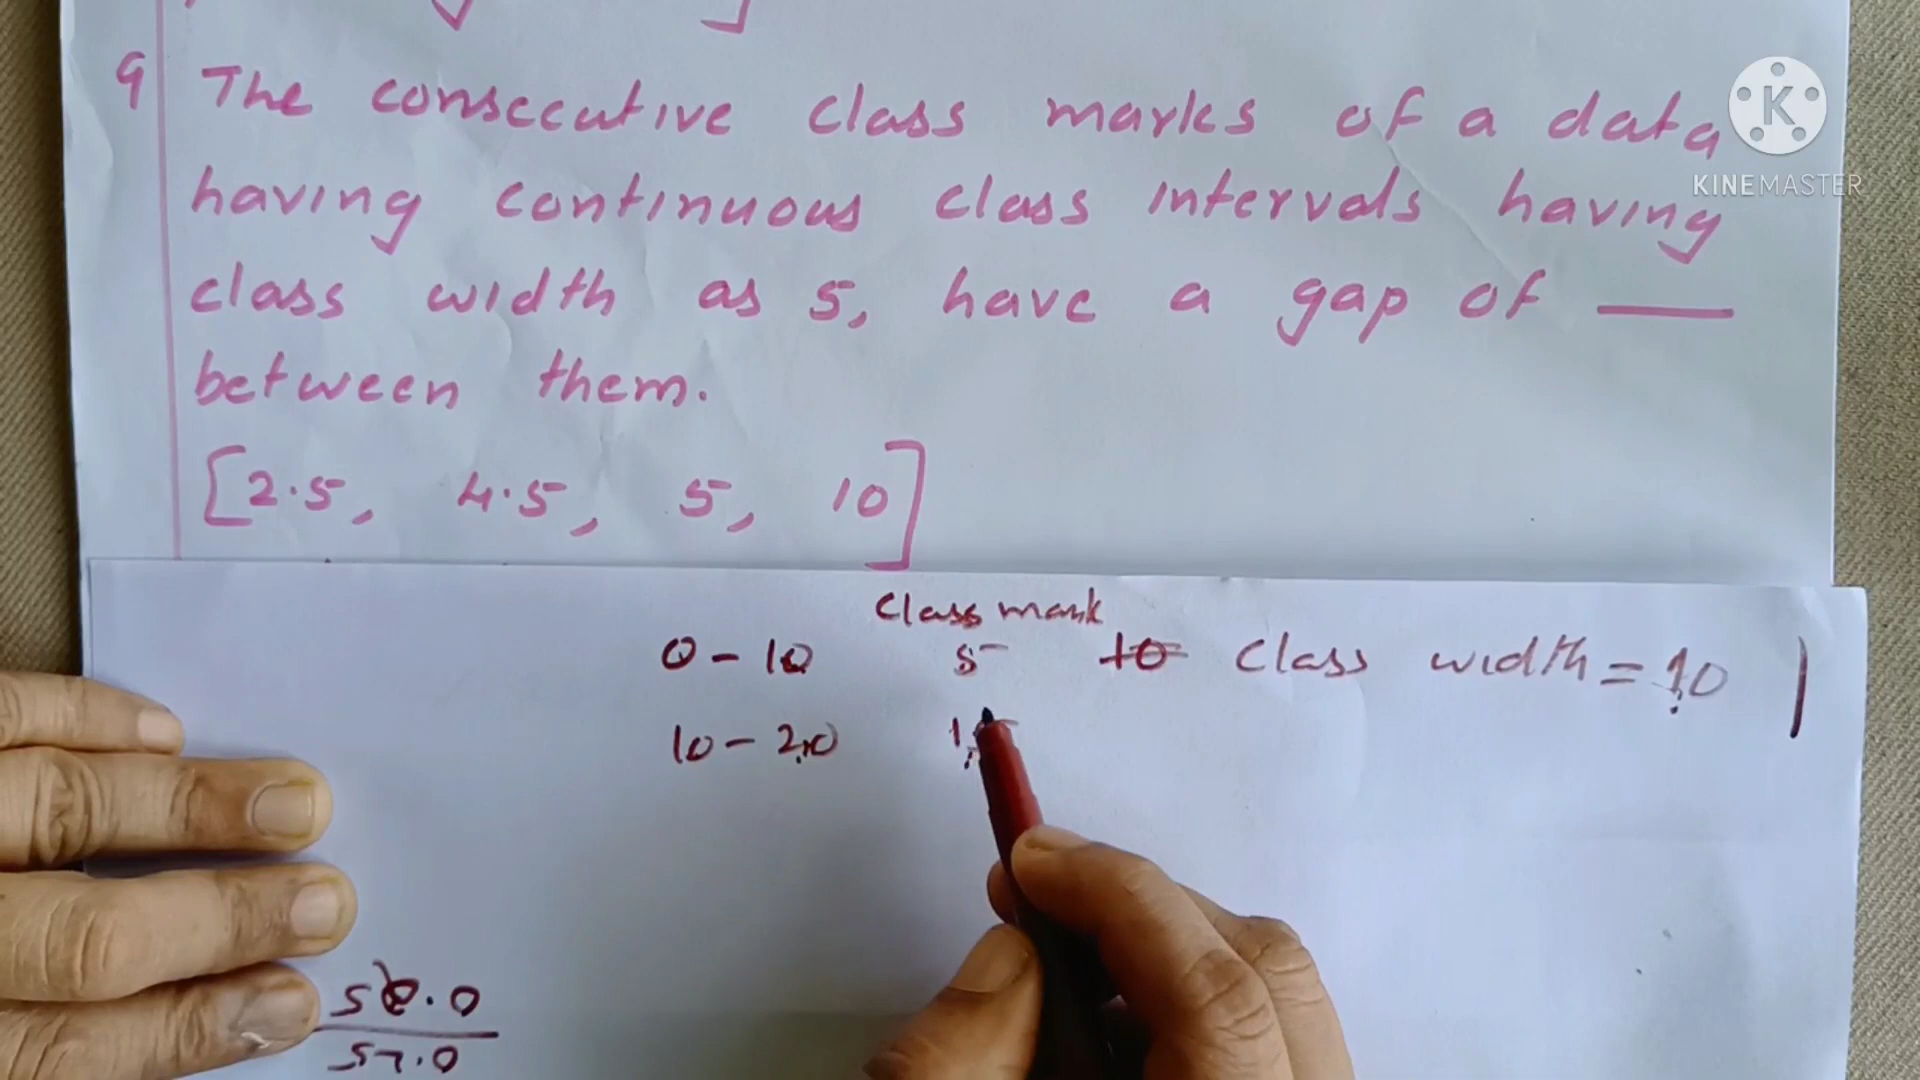 9 The consecutive class marks of a data
having continuous class intervals having
class width as 5, have a gap of ___
between them.
[2.5, 4.5, 5, 10]
KINEMASTER
class mark
0 - 10 5 10 class width = 10
10 - 20